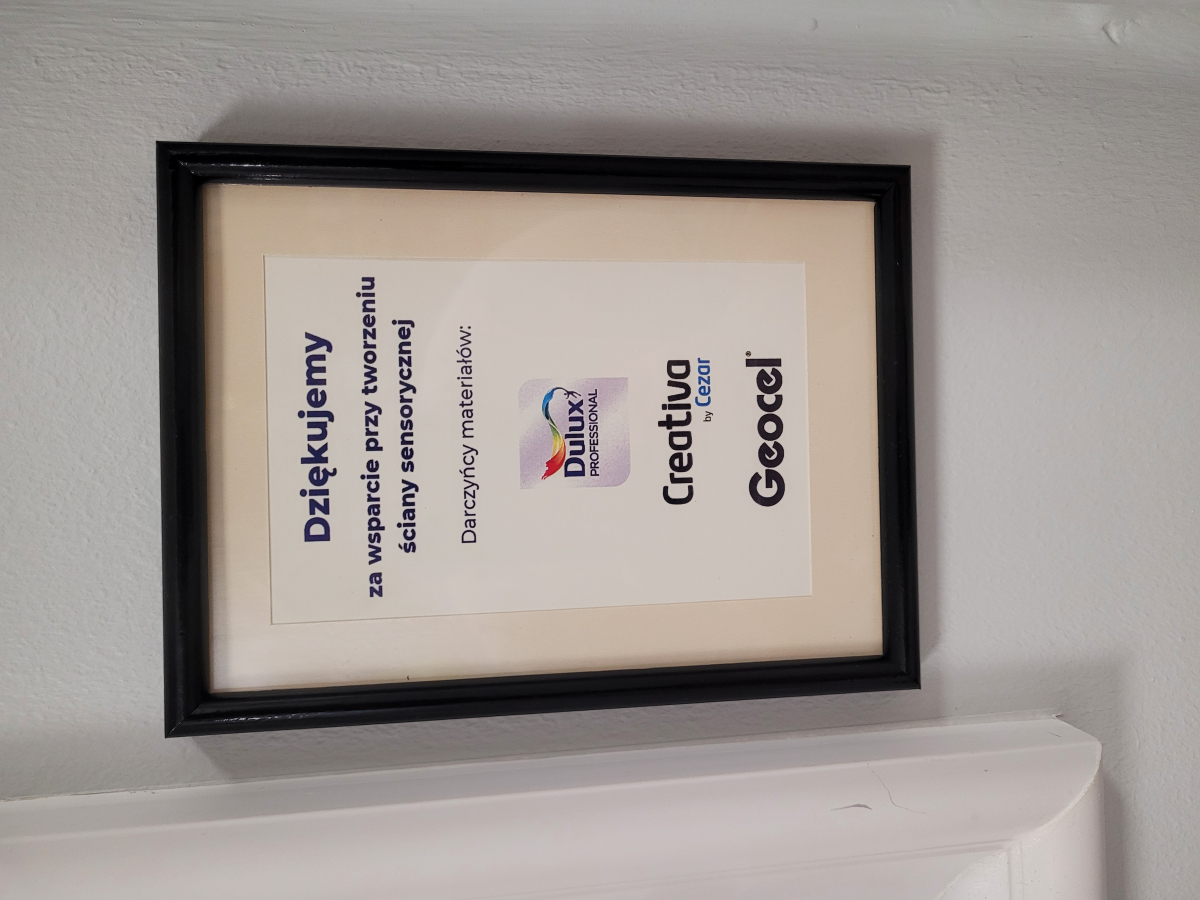 Dziękujemy
za wsparcie przy tworzeniu
ściany sensorycznej
Darczyńcy materiałów:
Dulux
PROFESSIONAL
Creativa
by Cezar
Geocel®